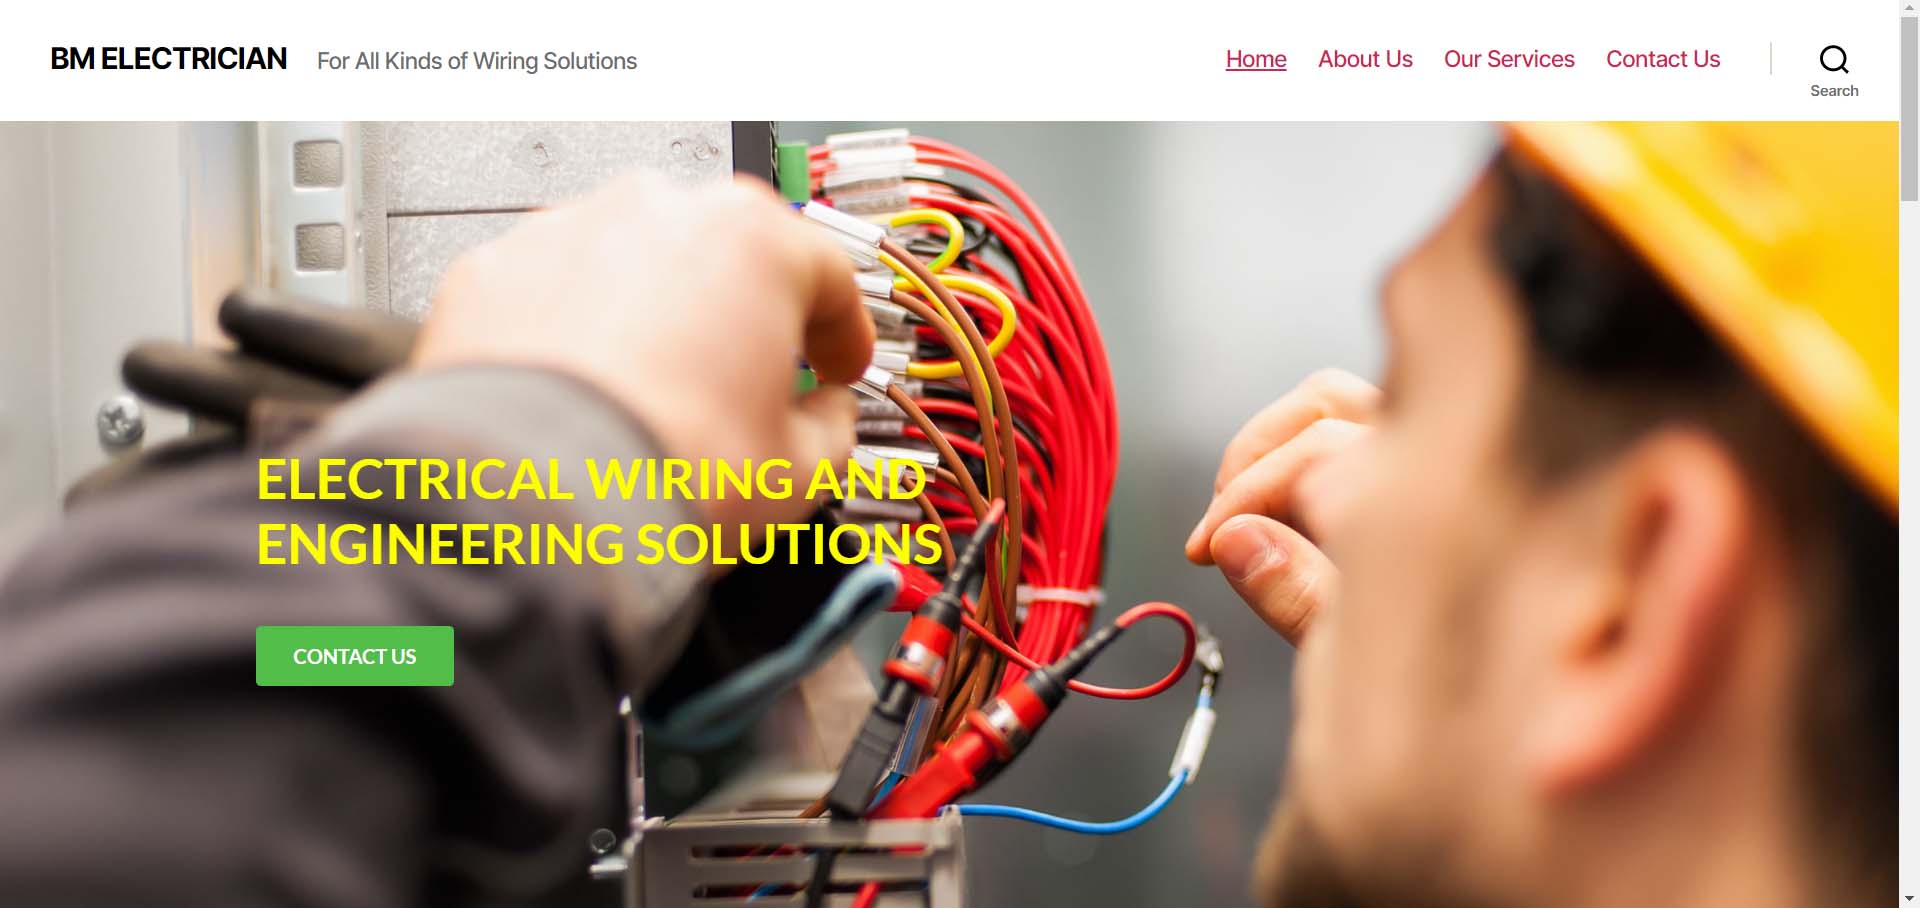 BM ELECTRICIAN For All Kinds of Wiring Solutions Home About Us Our Services Contact Us
Search
ELECTRICAL WIRING AND
ENGINEERING SOLUTIONS
CONTACT US